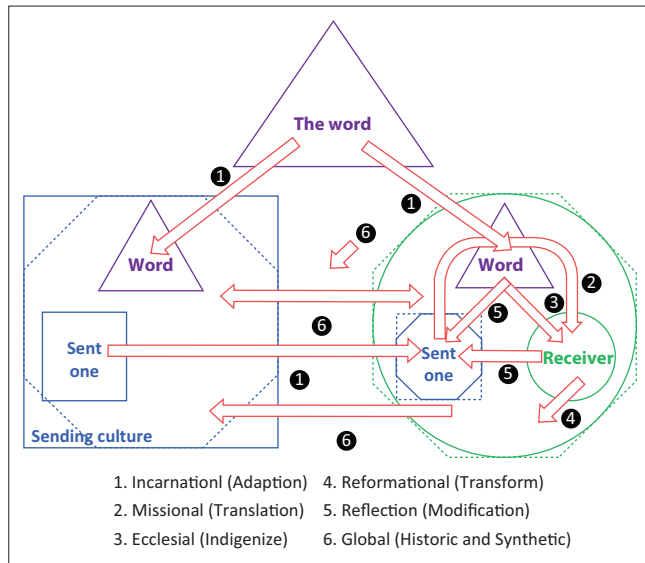 The word
1
1
Word
6
Word
2
3
5
6
Sent
one
Sent
one
Receiver
5
1
4
Sending culture
6
1. Incarnationl (Adaption)
4. Reformational (Transform)
2. Missional (Translation)
5. Reflection (Modification)
3. Ecclesial (Indigenize)
6. Global (Historic and Synthetic)